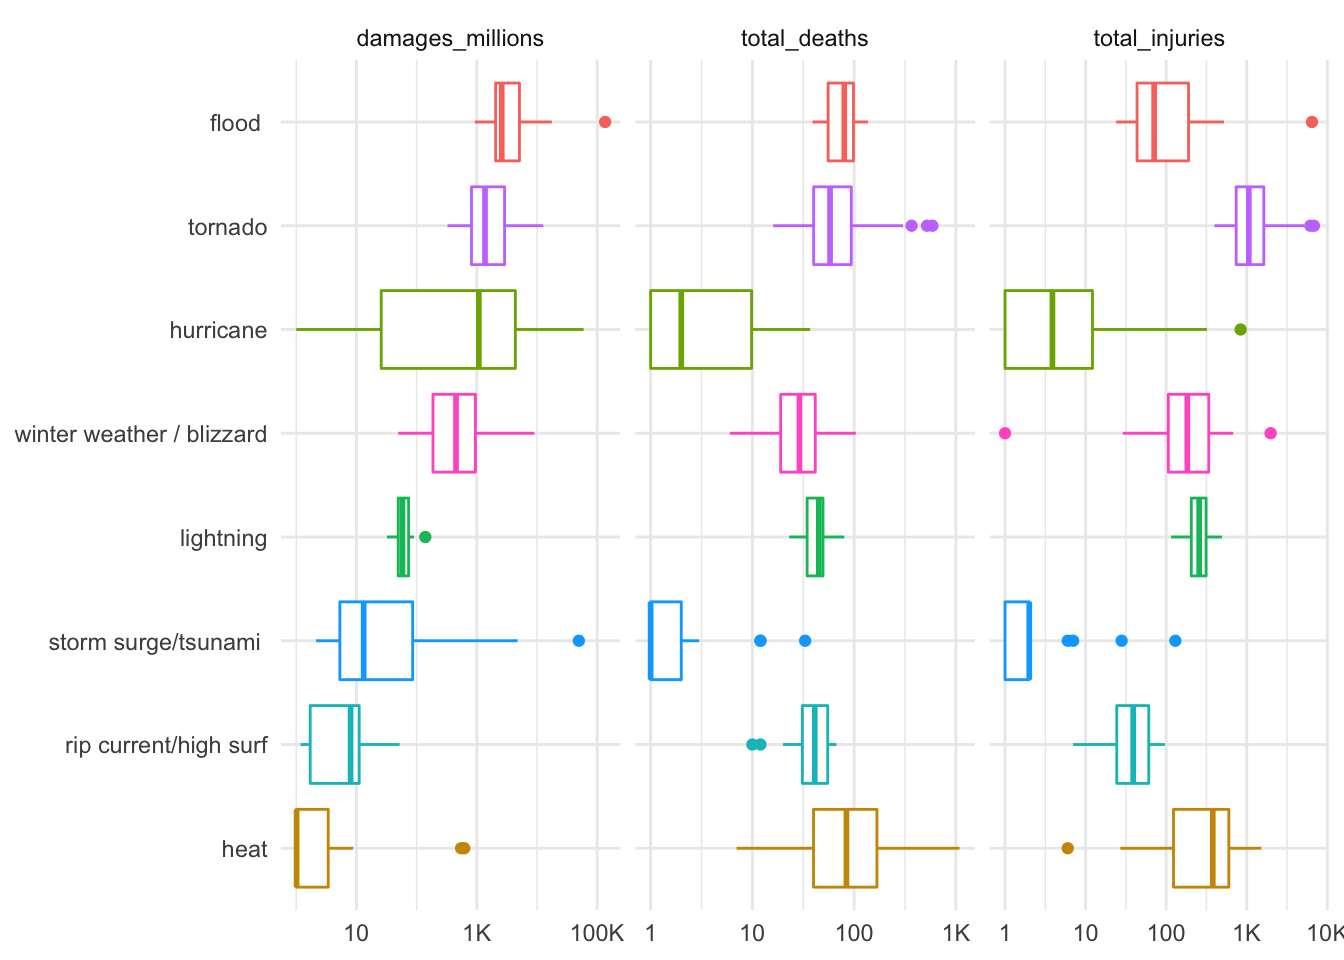 damages_millions total_deaths total_injuries
flood
tornado
hurricane
winter weather / blizzard
lightning
storm surge/tsunami
rip current/high surf
heat
10 1K 100K 1 10 100 1K 1 10 100 1K 10K